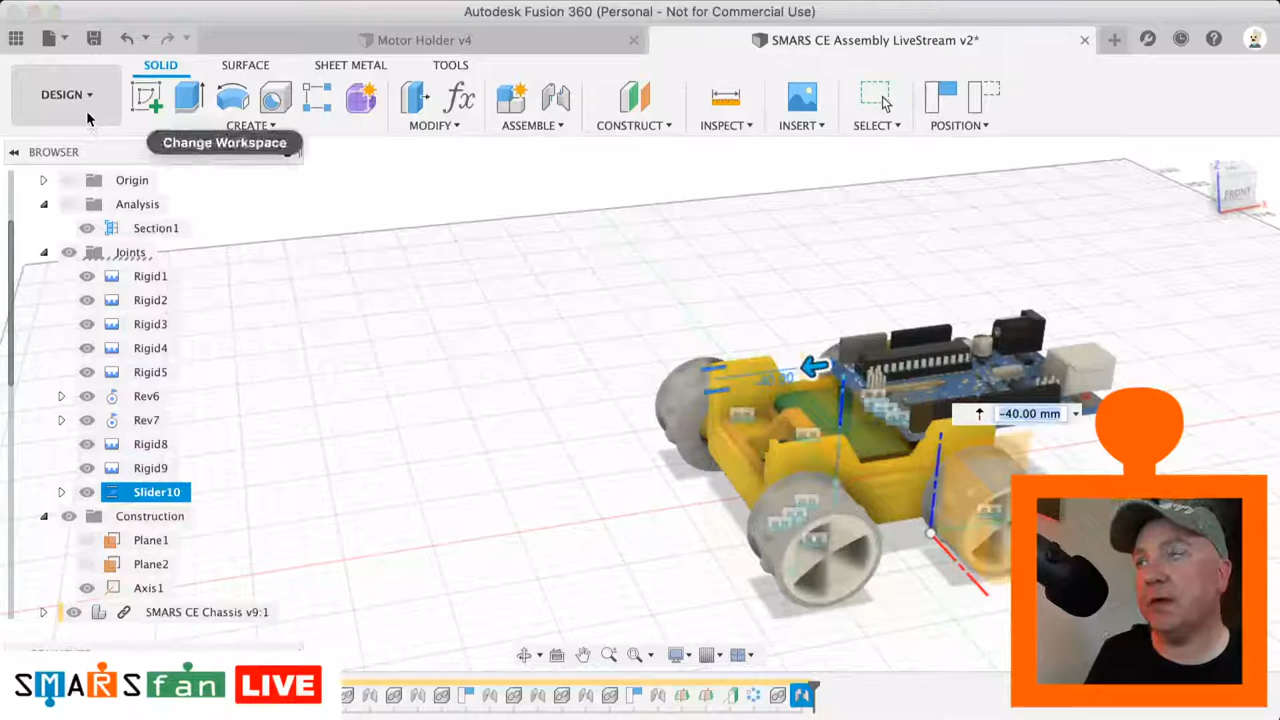 Autodesk Fusion 360 (Personal - Not for Commercial Use)
Motor Holder v4
SMARS CE Assembly LiveStream v2*
SOLID
SURFACE
SHEET METAL
TOOLS
DESIGN
CREATE
MODIFY
ASSEMBLE
CONSTRUCT
INSPECT
INSERT
SELECT
POSITION
Change Workspace
BROWSER
Origin
Analysis
Section1
Joints
Rigid1
Rigid2
Rigid3
Rigid4
Rigid5
Rev6
Rev7
Rigid8
Rigid9
Slider10
Construction
Plane1
Plane2
Axis1
SMARS CE Chassis v9:1
Z
FRONT
X
-40.00 mm
SMARS fan LIVE